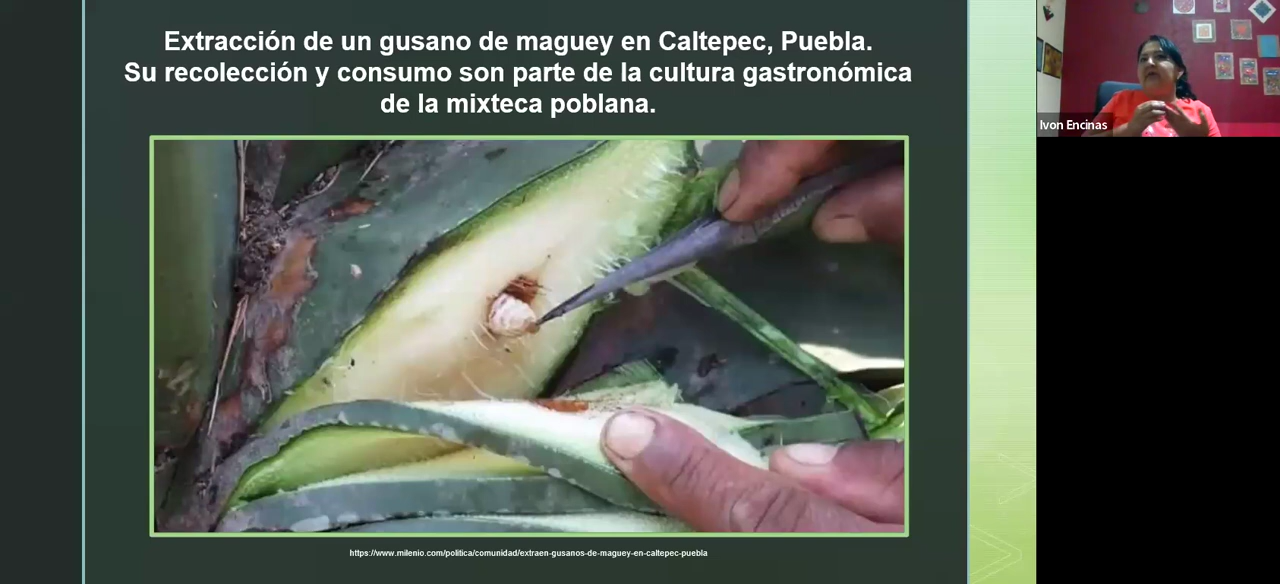 Extracción de un gusano de maguey en Caltepec, Puebla.
Su recolección y consumo son parte de la cultura gastronómica
de la mixteca poblana.
Ivon Encinas
https://www.milenio.com/politica/comunidad/extraen-gusanos-de-maguey-en-caltepec-puebla